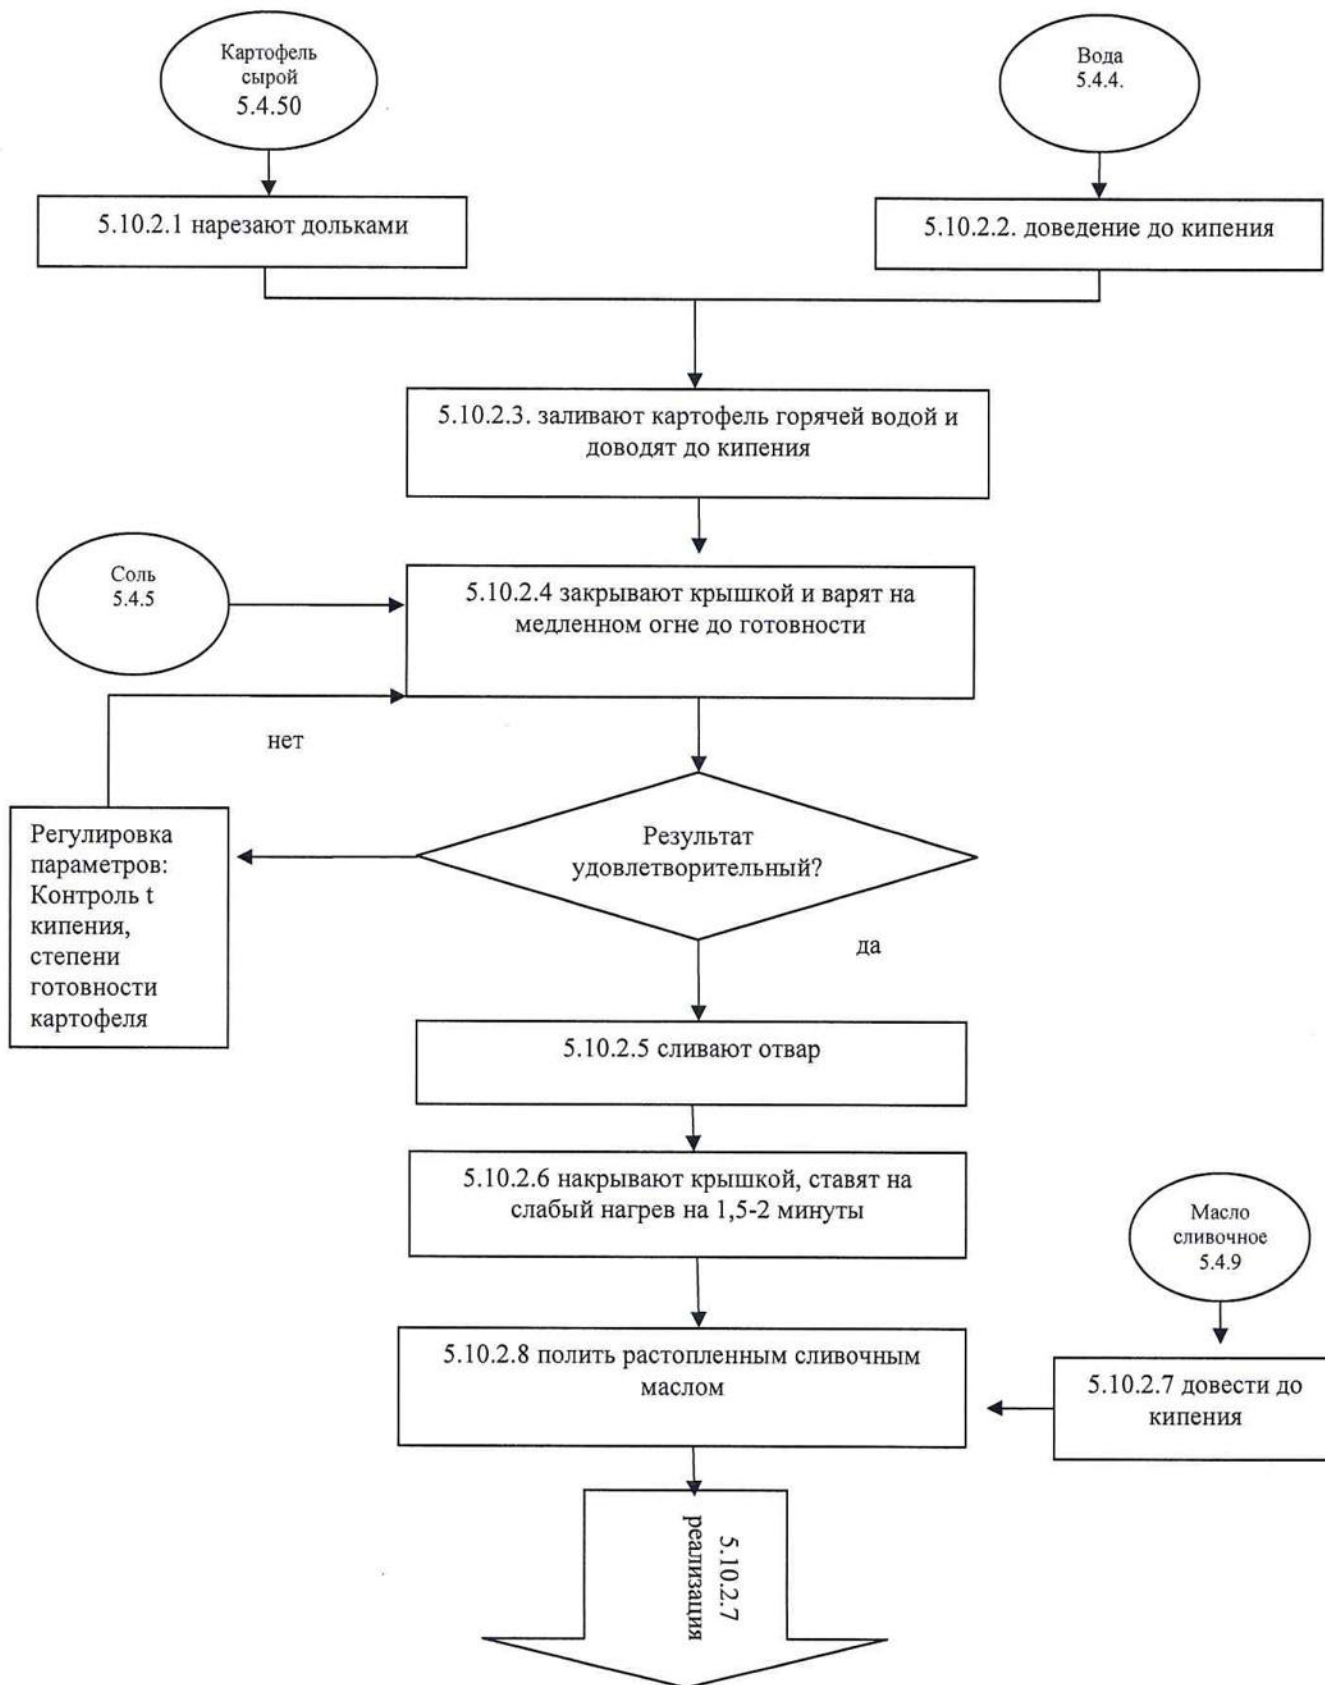 Картофель
сырой
5.4.50
Вода
5.4.4.
5.10.2.1 нарезают дольками
5.10.2.2. доведение до кипения
5.10.2.3. заливают картофель горячей водой и
доводят до кипения
Соль
5.4.5
5.10.2.4 закрывают крышкой и варят на
медленном огне до готовности
нет
Регулировка
параметров:
Контроль t
кипения,
степени
готовности
картофеля
Результат
удовлетворительный?
да
5.10.2.5 сливают отвар
5.10.2.6 накрывают крышкой, ставят на
слабый нагрев на 1,5-2 минуты
Масло
сливочное
5.4.9
5.10.2.8 полить растопленным сливочным
маслом
5.10.2.7 довести до
кипения
5.10.2.7
реализация